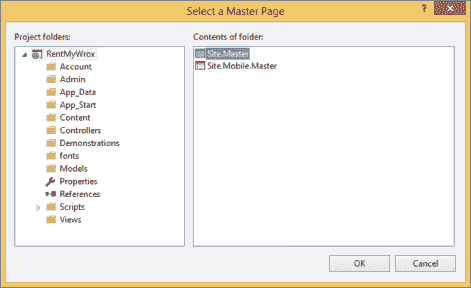 Select a Master Page
?
Project folders:
Contents of folder:
RentMyWrox
Account
Admin
App_Data
App_Start
Content
Controllers
Demonstrations
fonts
Models
Properties
References
Scripts
Views
Site.Master
Site.Mobile.Master
OK
Cancel